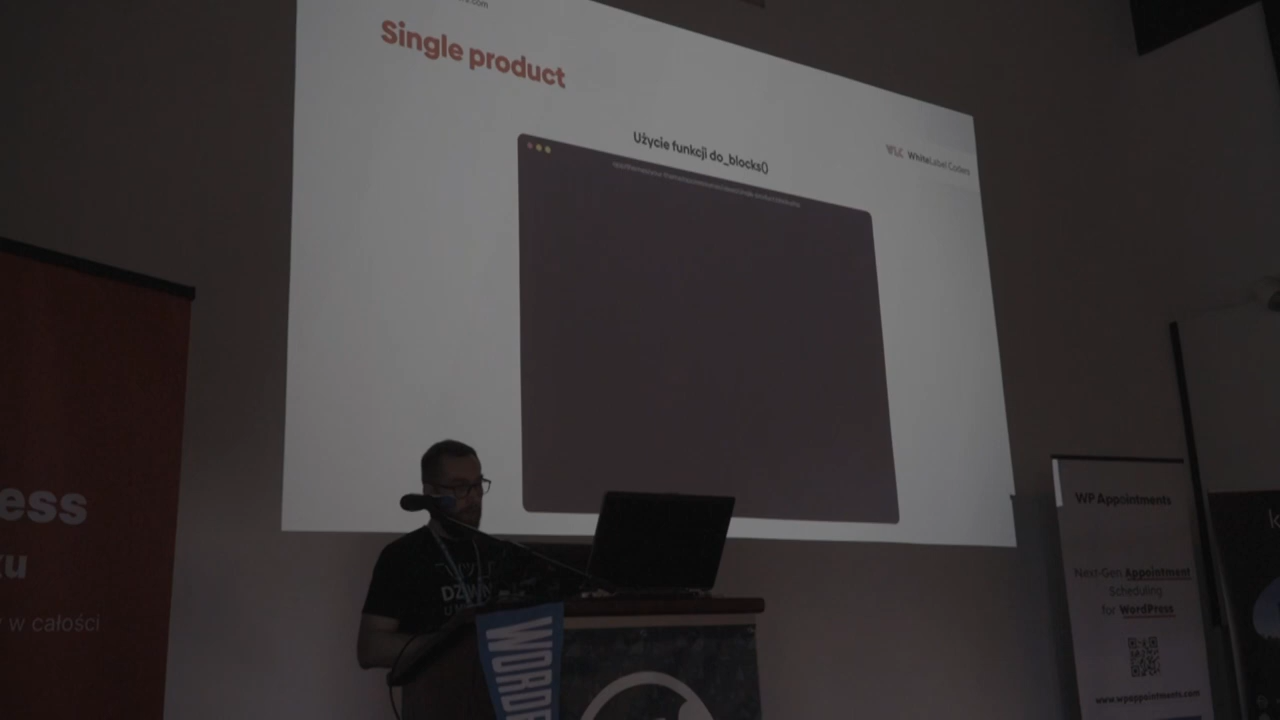 Single product
Użycie funkcji do_blocks()
WLC WhiteLabel Coders
ess
ku
w całości
WP Appointments
Next-Gen Appointment
Scheduling
for WordPress
www.wpappointments.com